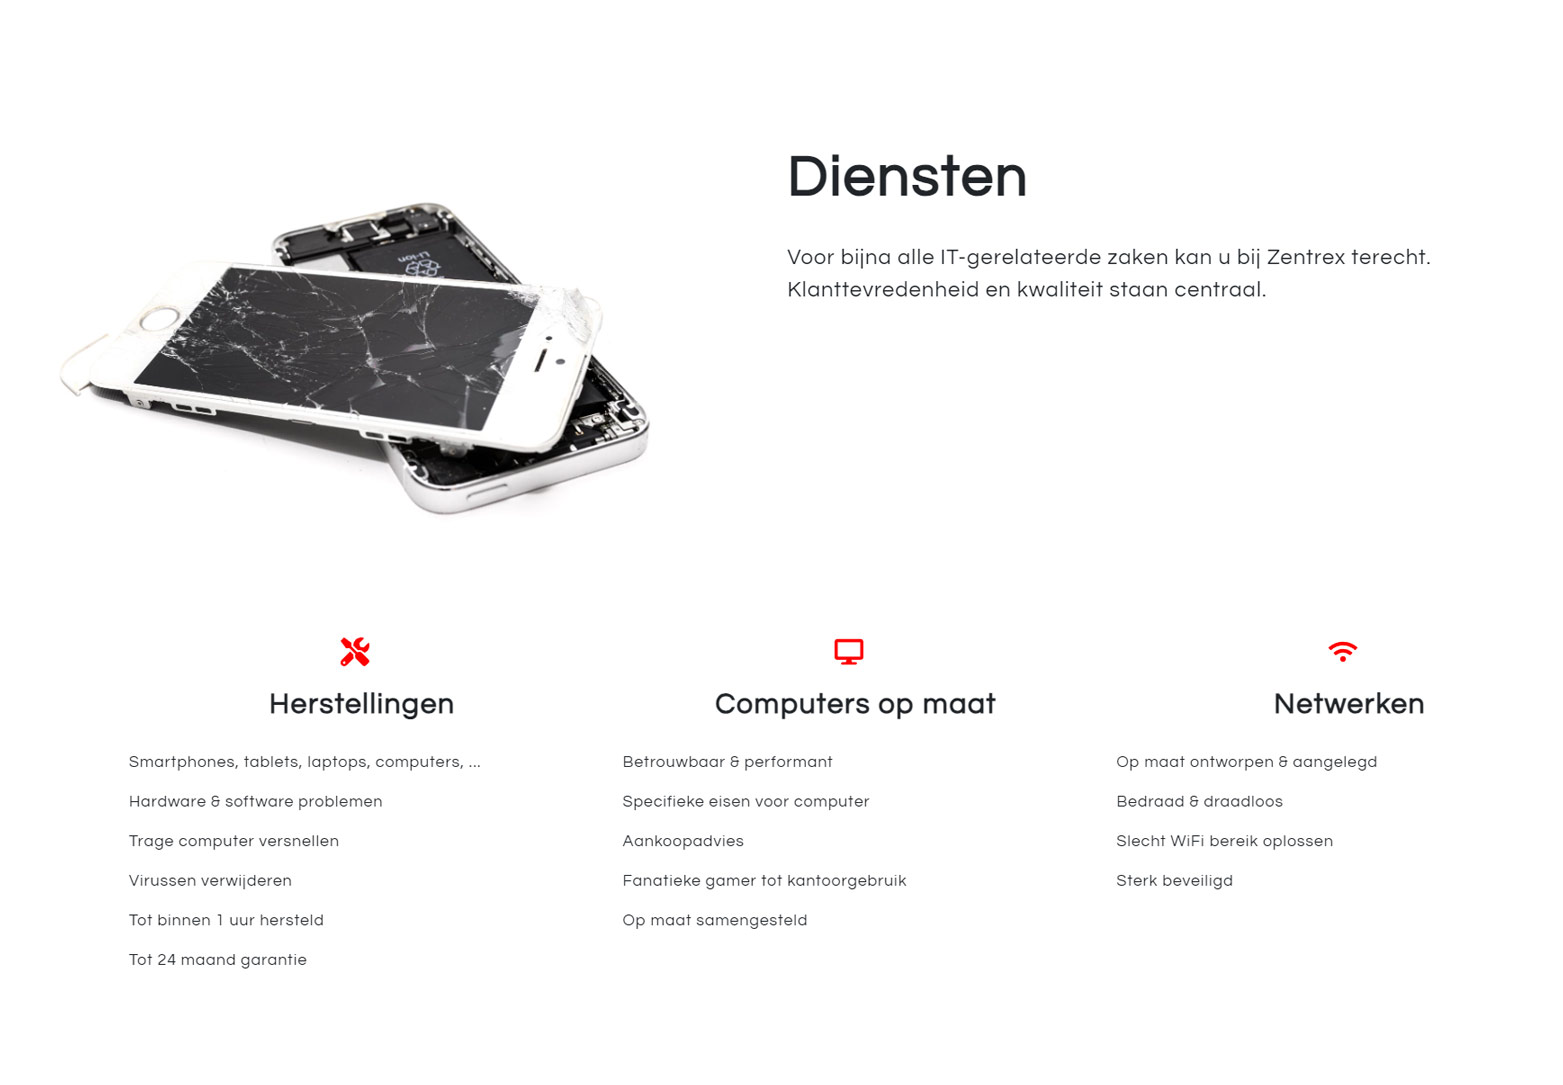 Diensten
Voor bijna alle IT-gerelateerde zaken kan u bij Zentrex terecht.
Klanttevredenheid en kwaliteit staan centraal.
Li-ion
Herstellingen
Smartphones, tablets, laptops, computers, ...
Hardware & software problemen
Trage computer versnellen
Virussen verwijderen
Tot binnen 1 uur hersteld
Tot 24 maand garantie
Computers op maat
Betrouwbaar & performant
Specifieke eisen voor computer
Aankoopadvies
Fanatieke gamer tot kantoorgebruik
Op maat samengesteld
Netwerken
Op maat ontworpen & aangelegd
Bedraad & draadloos
Slecht WiFi bereik oplossen
Sterk beveiligd